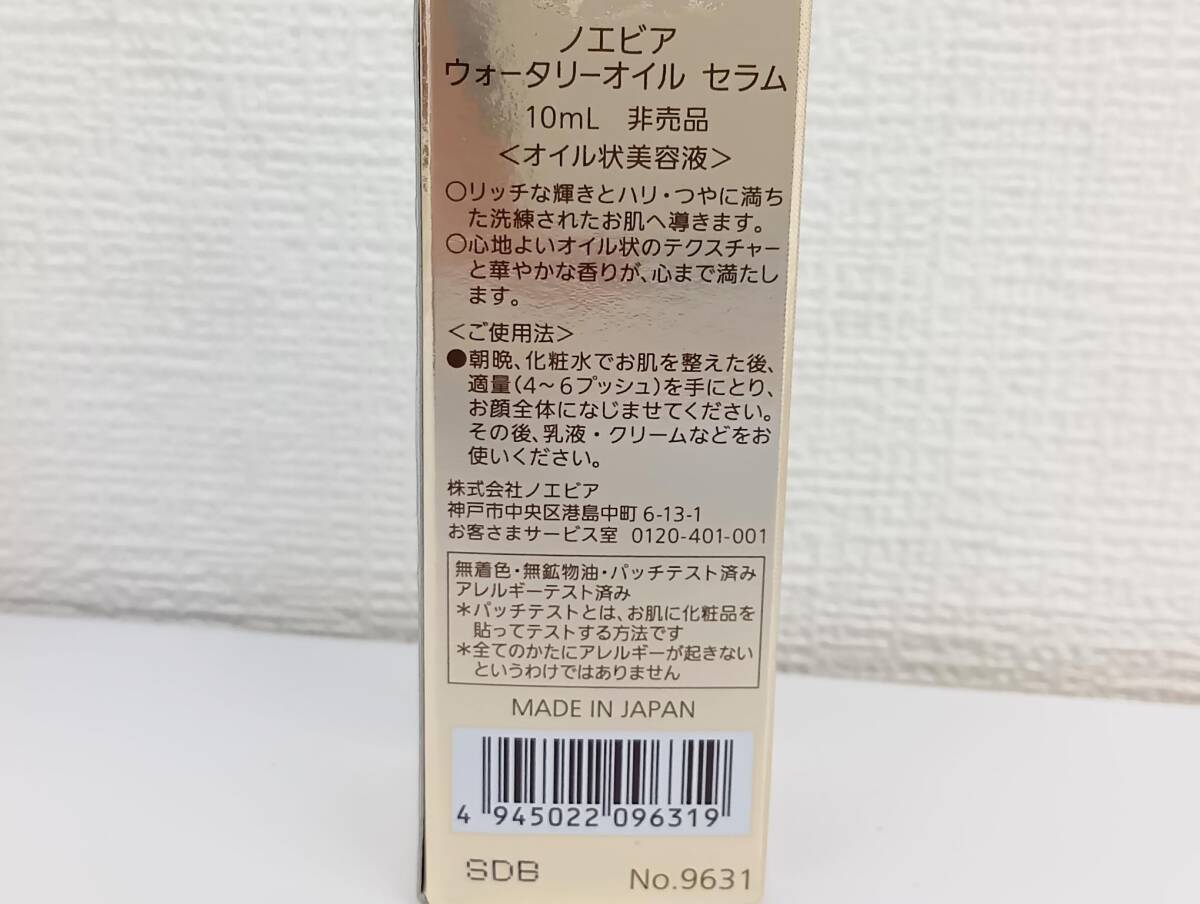 ノエビア
ウォータリーオイル セラム
10mL 非売品
＜オイル状美容液＞
○リッチな輝きとハリ・つやに満ち
た洗練されたお肌へ導きます。
○心地よいオイル状のテクスチャー
と華やかな香りが、心まで満たし
ます。
＜ご使用法＞
●朝晩、化粧水でお肌を整えた後、
適量(4～6プッシュ)を手にとり、
お顔全体になじませてください。
その後、乳液・クリームなどをお
使いください。
株式会社ノエビア
神戸市中央区港島中町 6-13-1
お客さまサービス室 0120-401-001
無着色・無鉱物油・パッチテスト済み
アレルギーテスト済み
＊パッチテストとは、お肌に化粧品を
貼ってテストする方法です
＊全てのかたにアレルギーが起きない
というわけではありません
MADE IN JAPAN
4 945022 096319
SDB No.9631